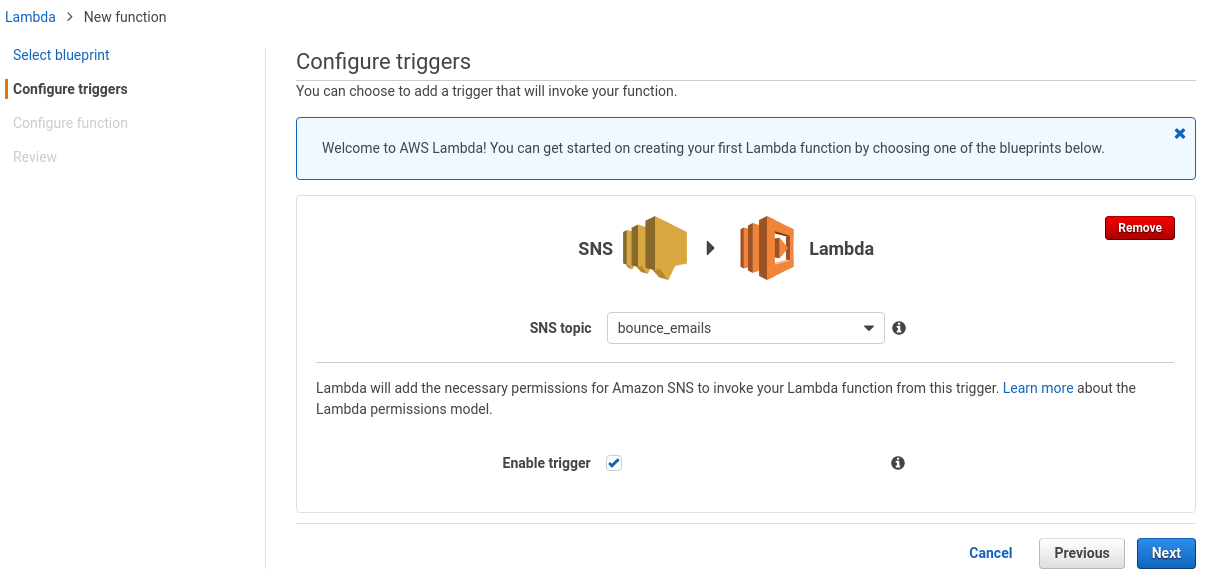 Lambda > New function
Select blueprint
Configure triggers
Configure function
Review
Configure triggers
You can choose to add a trigger that will invoke your function.
Welcome to AWS Lambda! You can get started on creating your first Lambda function by choosing one of the blueprints below.
Remove
SNS
Lambda
SNS topic
bounce_emails
Lambda will add the necessary permissions for Amazon SNS to invoke your Lambda function from this trigger. Learn more about the
Lambda permissions model.
Enable trigger
Cancel
Previous
Next